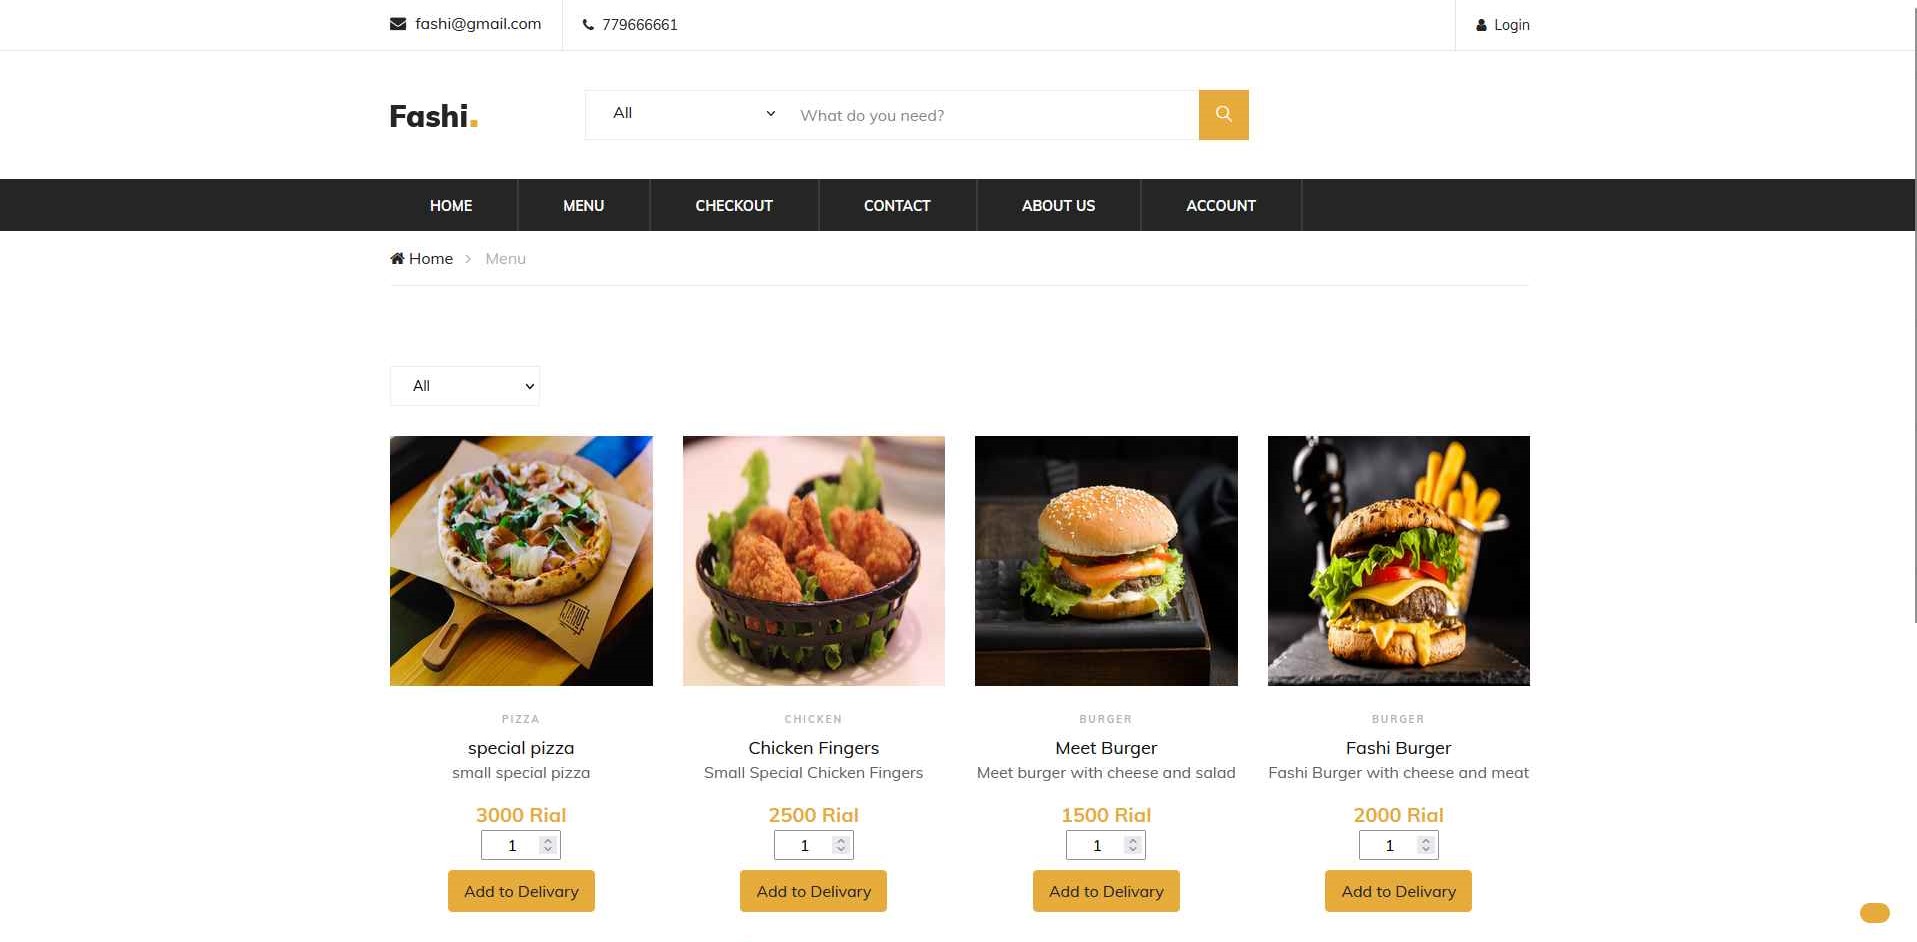 fashi@gmail.com
779666661
Login
Fashi.
All
What do you need?
HOME
MENU
CHECKOUT
CONTACT
ABOUT US
ACCOUNT
Home
Menu
All
PIZZA
special pizza
small special pizza
3000 Rial
1
Add to Delivary
CHICKEN
Chicken Fingers
Small Special Chicken Fingers
2500 Rial
1
Add to Delivary
BURGER
Meet Burger
Meet burger with cheese and salad
1500 Rial
1
Add to Delivary
BURGER
Fashi Burger
Fashi Burger with cheese and meat
2000 Rial
1
Add to Delivary